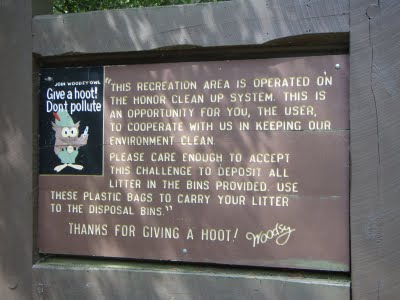 JOIN WOODSY OWL
Give a hoot!
Dont pollute
"THIS RECREATION AREA IS OPERATED ON
THE HONOR CLEAN UP SYSTEM. THIS IS
AN OPPORTUNITY FOR YOU, THE USER,
TO COOPERATE WITH US IN KEEPING OUR
ENVIRONMENT CLEAN.
PLEASE CARE ENOUGH TO ACCEPT
THIS CHALLENGE TO DEPOSIT ALL
LITTER IN THE BINS PROVIDED. USE
THESE PLASTIC BAGS TO CARRY YOUR LITTER
TO THE DISPOSAL BINS."
THANKS FOR GIVING A HOOT! Woodsy